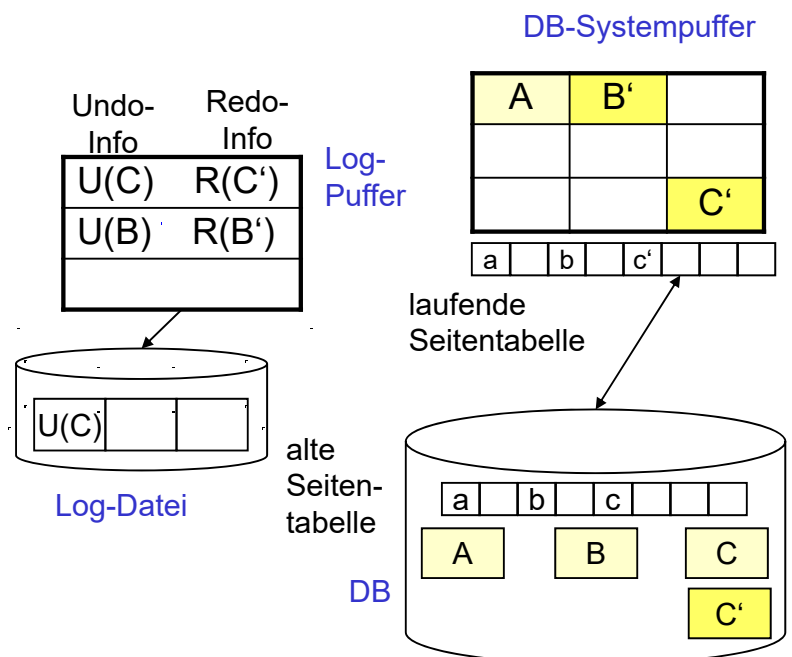 DB-Systempuffer
Undo-
Info
Redo-
Info
Log-
Puffer
U(C) R(C‘)
U(B) R(B‘)
A B‘
C‘
a b c‘
laufende
Seitentabelle
U(C)
Log-Datei
alte
Seiten-
tabelle
a b c
A B C
C‘
DB